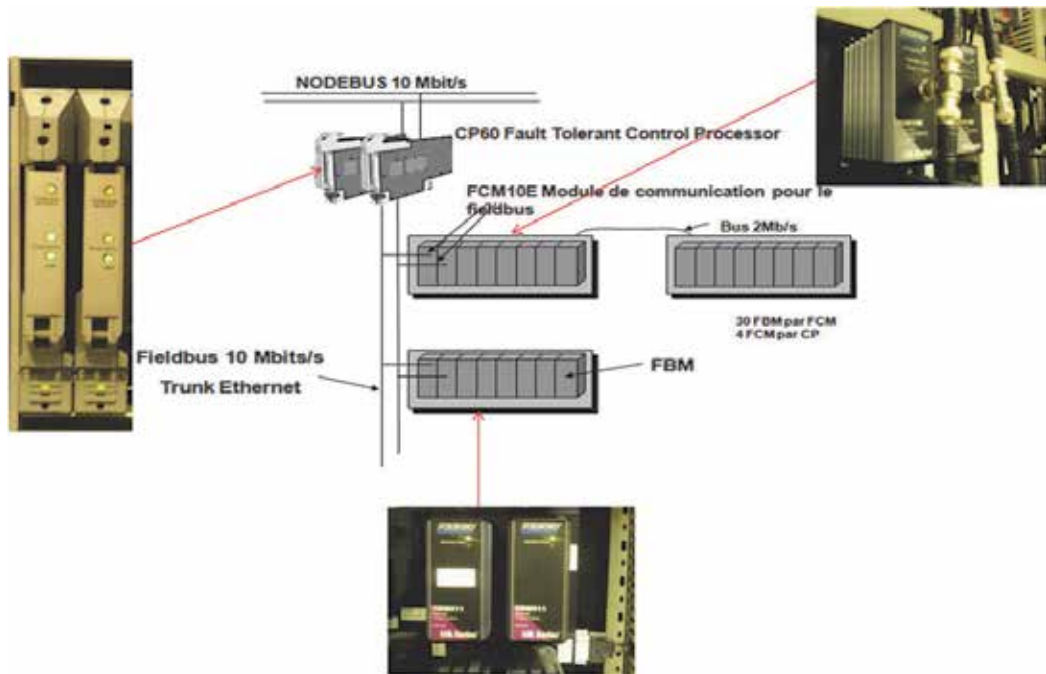 NODEBUS 10 Mbit/s
CP60 Fault Tolerant Control Processor
FCM10E Module de communication pour le
fieldbus
Bus 2Mb/s
30 FBM par FCM
4 FCM par CP
Fieldbus 10 Mbits/s
Trunk Ethernet
FBM